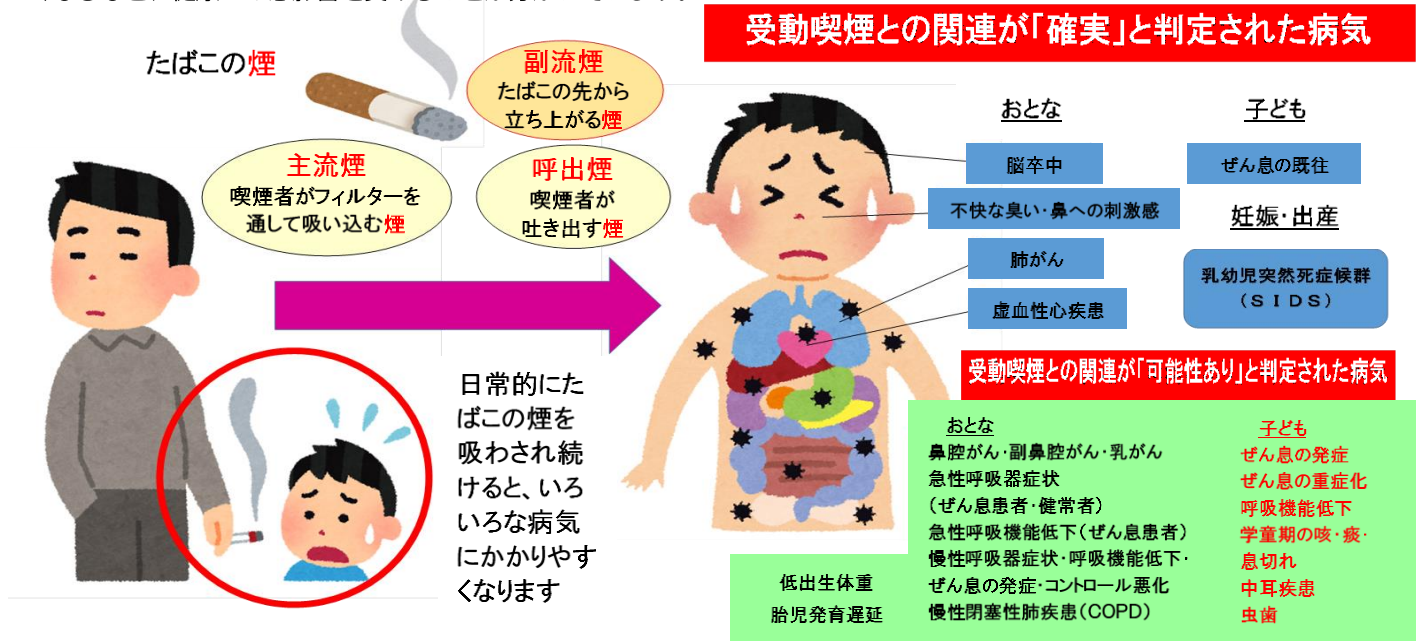 受動喫煙との関連が「確実」と判定された病気
たばこの煙
副流煙
たばこの先から
立ち上がる煙
主流煙
喫煙者がフィルターを
通して吸い込む煙
呼出煙
喫煙者が
吐き出す煙
おとな
脳卒中
不快な臭い・鼻への刺激感
肺がん
虚血性心疾患
子ども
ぜん息の既往
妊娠・出産
乳幼児突然死症候群
(ＳＩＤＳ)
日常的にた
ばこの煙を
吸わされ続
けると、いろ
いろな病気
にかかりやす
くなります
受動喫煙との関連が「可能性あり」と判定された病気
おとな
鼻腔がん・副鼻腔がん・乳がん
急性呼吸器症状
(ぜん息患者・健常者)
急性呼吸機能低下(ぜん息患者)
慢性呼吸器症状・呼吸機能低下・
ぜん息の発症・コントロール悪化
慢性閉塞性肺疾患(COPD)
子ども
ぜん息の発症
ぜん息の重症化
呼吸機能低下
学童期の咳・痰・
息切れ
中耳疾患
虫歯
低出生体重
胎児発育遅延